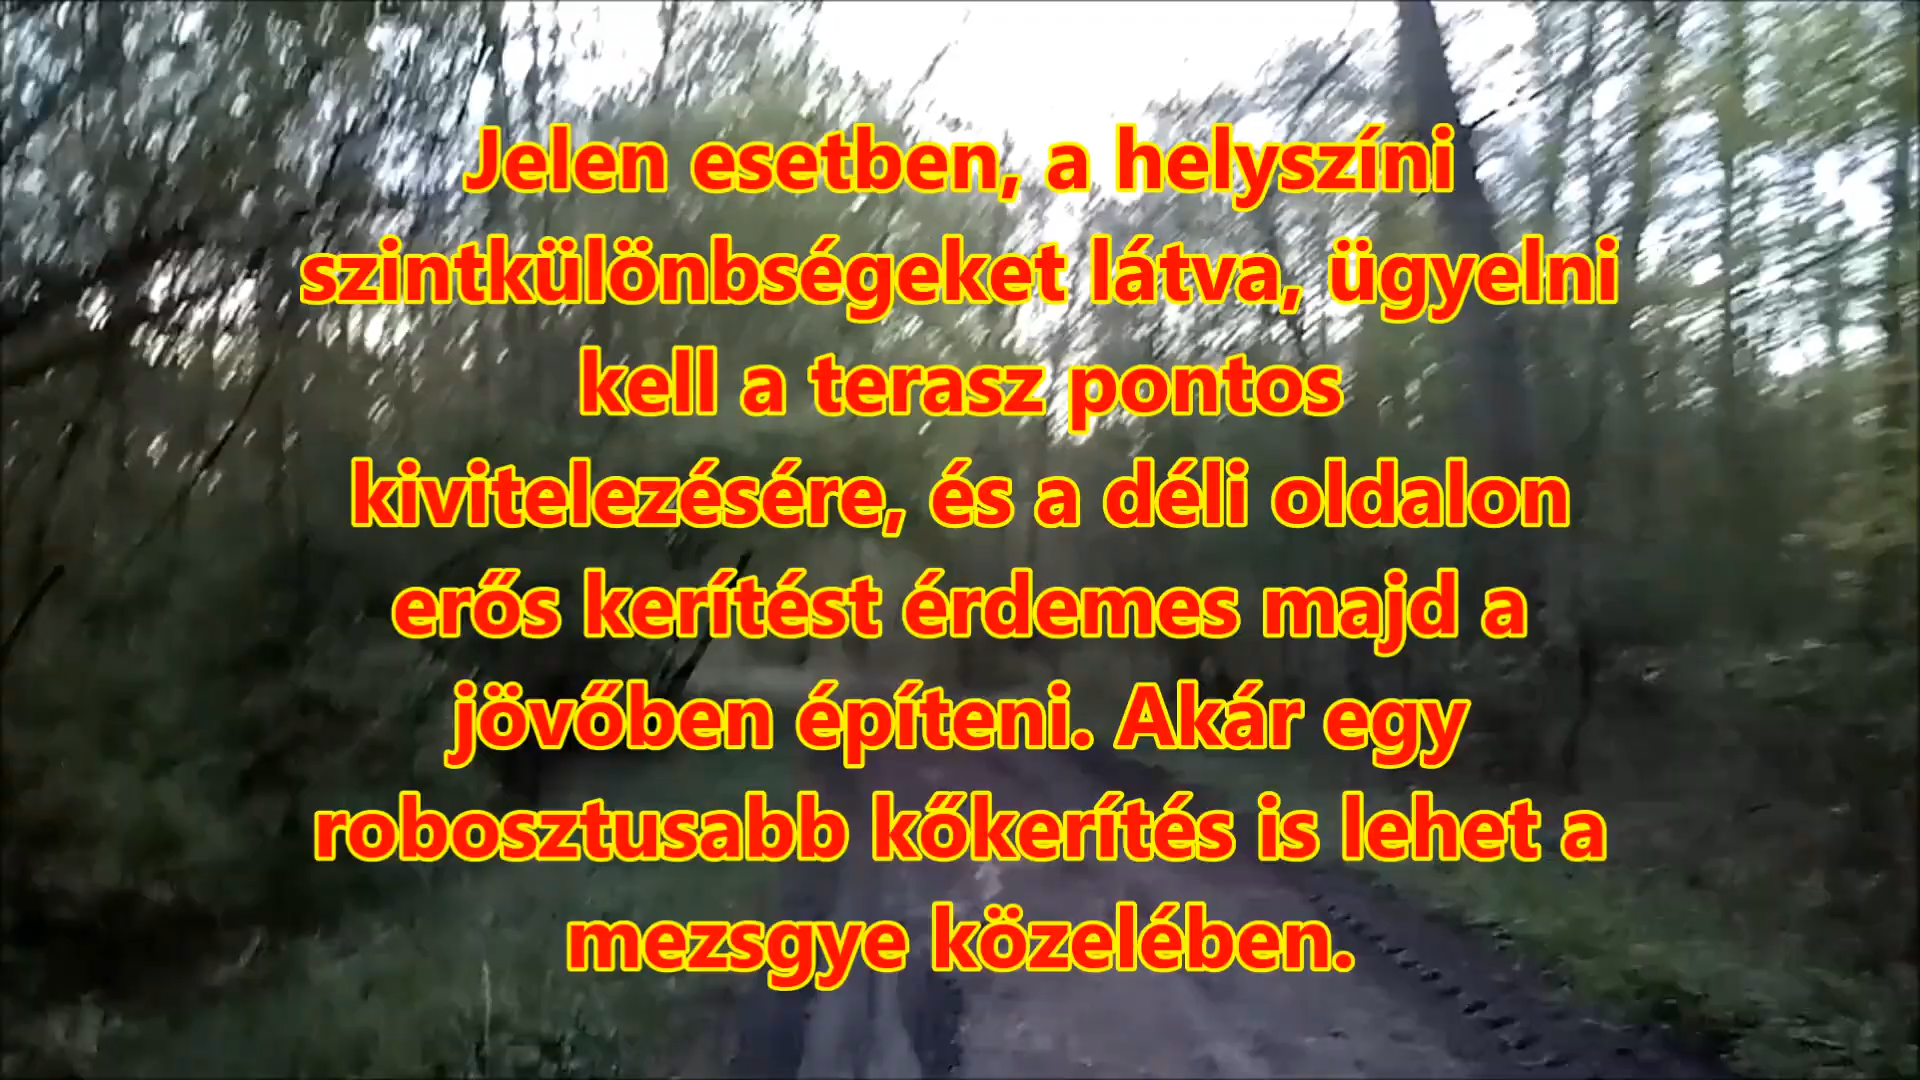 Jelen esetben, a helyszíni
szintkülönbségeket látva, ügyelni
kell a terasz pontos
kivitelezésére, és a déli oldalon
erős kerítést érdemes majd a
jövőben építeni. Akár egy
robosztusabb kőkerítés is lehet a
mezsgye közelében.